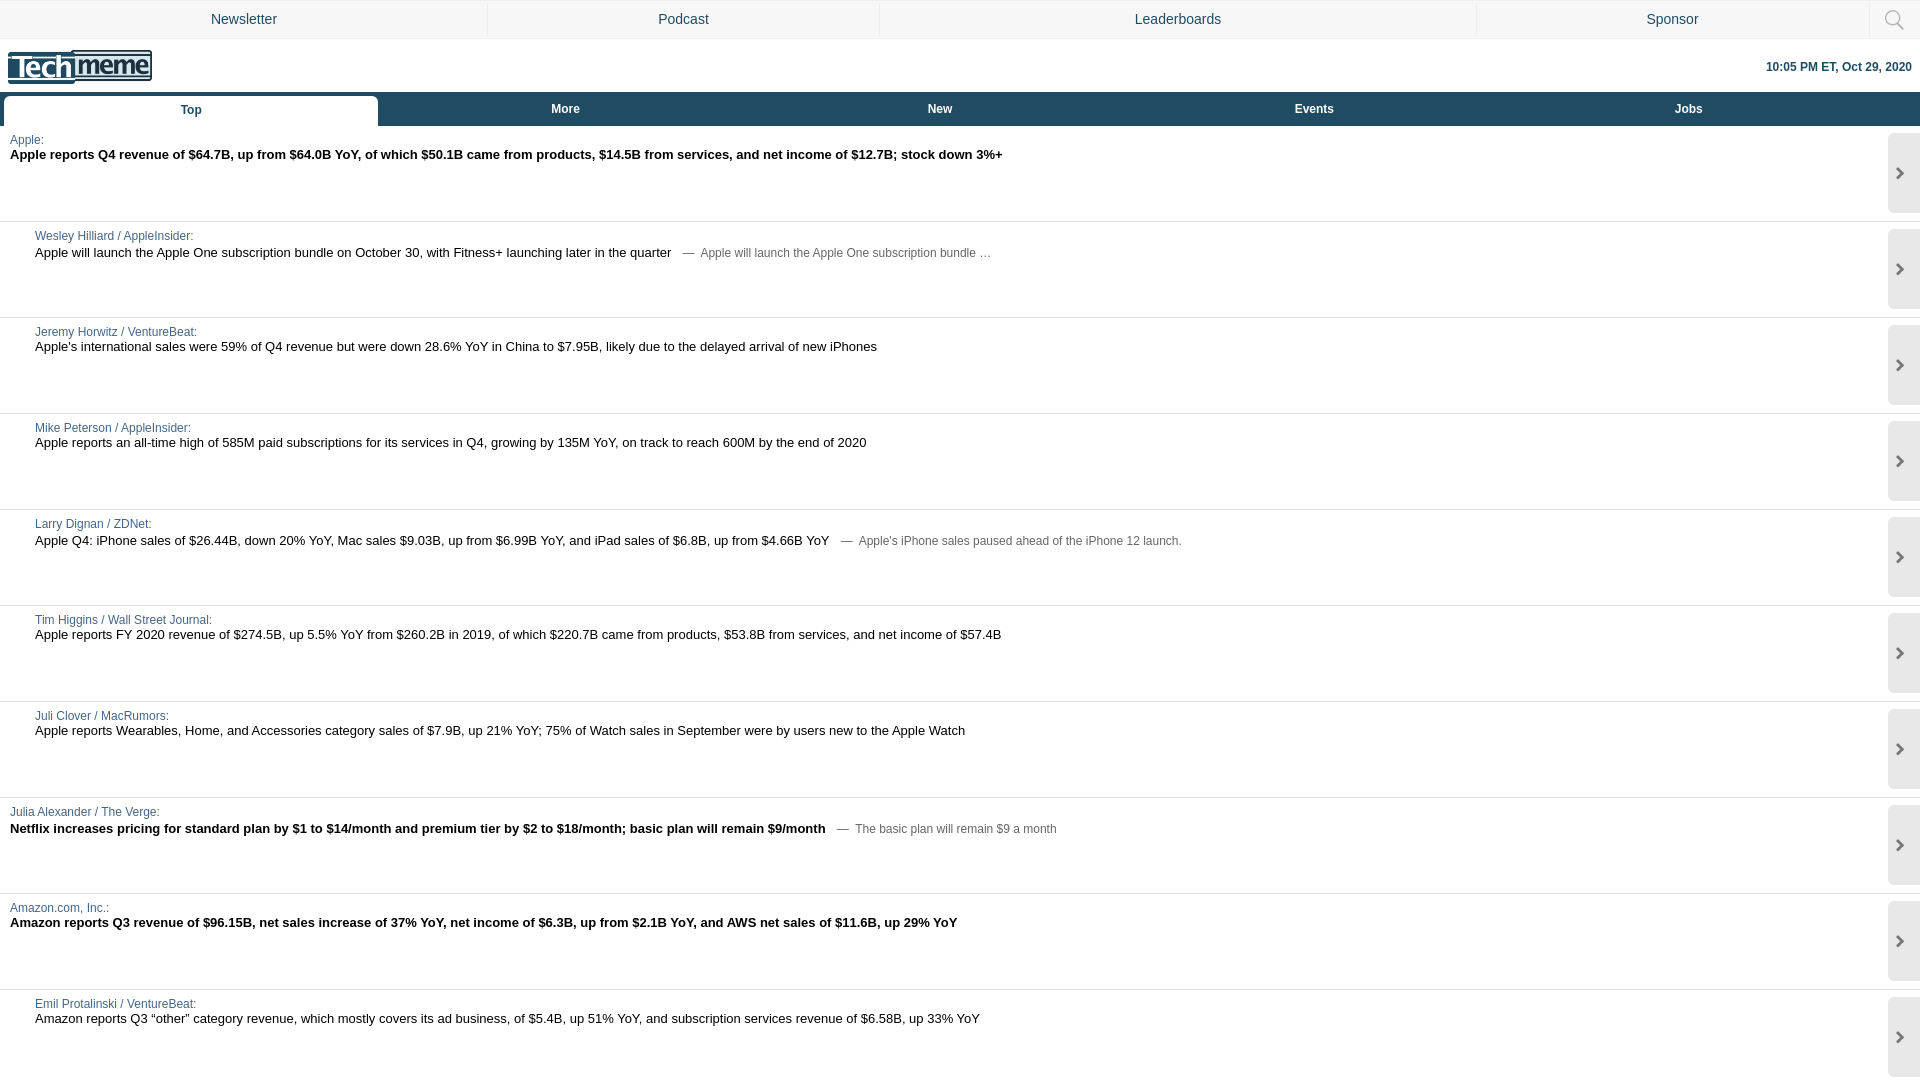 Newsletter
Podcast
Leaderboards
Sponsor
Techmeme
10:05 PM ET, Oct 29, 2020
Top
More
New
Events
Jobs
Apple:
Apple reports Q4 revenue of $64.7B, up from $64.0B YoY, of which $50.1B came from products, $14.5B from services, and net income of $12.7B; stock down 3%+
Wesley Hilliard / AppleInsider:
Apple will launch the Apple One subscription bundle on October 30, with Fitness+ launching later in the quarter — Apple will launch the Apple One subscription bundle …
Jeremy Horwitz / VentureBeat:
Apple's international sales were 59% of Q4 revenue but were down 28.6% YoY in China to $7.95B, likely due to the delayed arrival of new iPhones
Mike Peterson / AppleInsider:
Apple reports an all-time high of 585M paid subscriptions for its services in Q4, growing by 135M YoY, on track to reach 600M by the end of 2020
Larry Dignan / ZDNet:
Apple Q4: iPhone sales of $26.44B, down 20% YoY, Mac sales $9.03B, up from $6.99B YoY, and iPad sales of $6.8B, up from $4.66B YoY — Apple's iPhone sales paused ahead of the iPhone 12 launch.
Tim Higgins / Wall Street Journal:
Apple reports FY 2020 revenue of $274.5B, up 5.5% YoY from $260.2B in 2019, of which $220.7B came from products, $53.8B from services, and net income of $57.4B
Juli Clover / MacRumors:
Apple reports Wearables, Home, and Accessories category sales of $7.9B, up 21% YoY; 75% of Watch sales in September were by users new to the Apple Watch
Julia Alexander / The Verge:
Netflix increases pricing for standard plan by $1 to $14/month and premium tier by $2 to $18/month; basic plan will remain $9/month — The basic plan will remain $9 a month
Amazon.com, Inc.:
Amazon reports Q3 revenue of $96.15B, net sales increase of 37% YoY, net income of $6.3B, up from $2.1B YoY, and AWS net sales of $11.6B, up 29% YoY
Emil Protalinski / VentureBeat:
Amazon reports Q3 “other” category revenue, which mostly covers its ad business, of $5.4B, up 51% YoY, and subscription services revenue of $6.58B, up 33% YoY